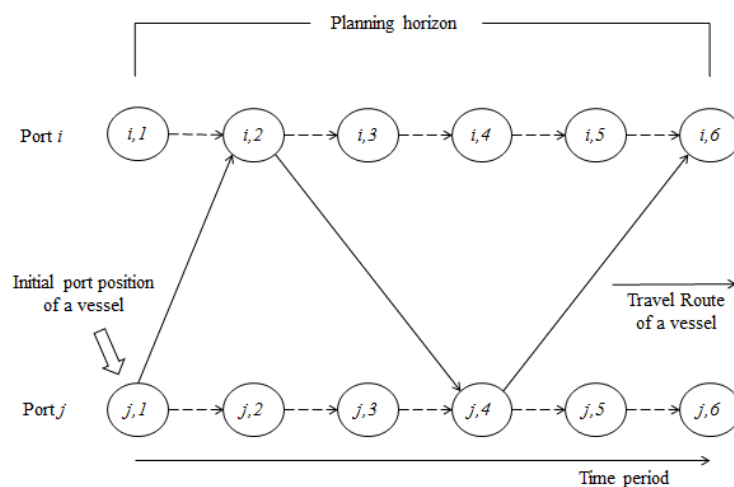 Planning horizon
Port i
i,1
i,2
i,3
i,4
i,5
i,6
Initial port position
of a vessel
Travel Route
of a vessel
Port j
j,1
j,2
j,3
j,4
j,5
j,6
Time period